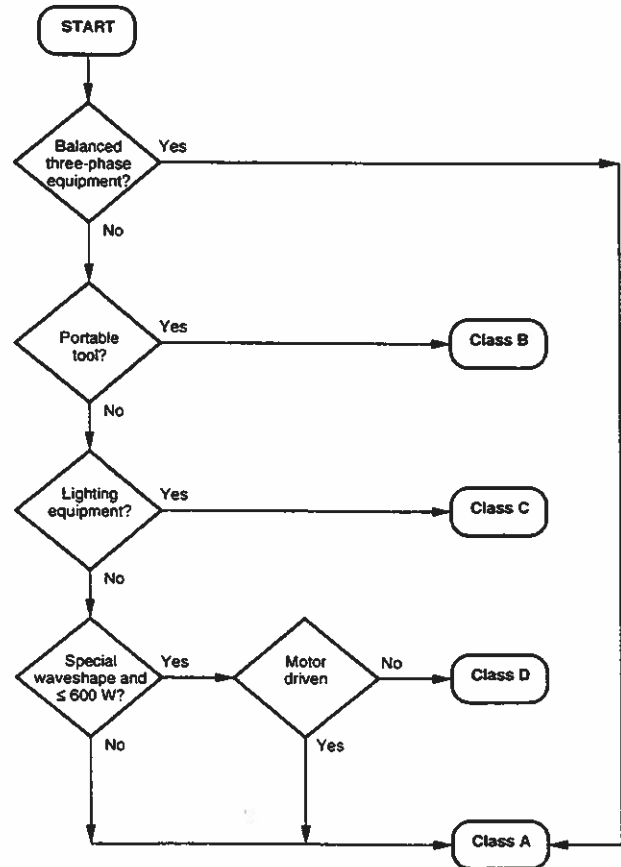 START
Balanced
three-phase
equipment?
Yes
No
Portable
tool?
Yes
Class B
No
Lighting
equipment?
Yes
Class C
No
Special
waveshape and
≤ 600 W?
Yes
Motor
driven
No
Class D
No
Yes
Class A